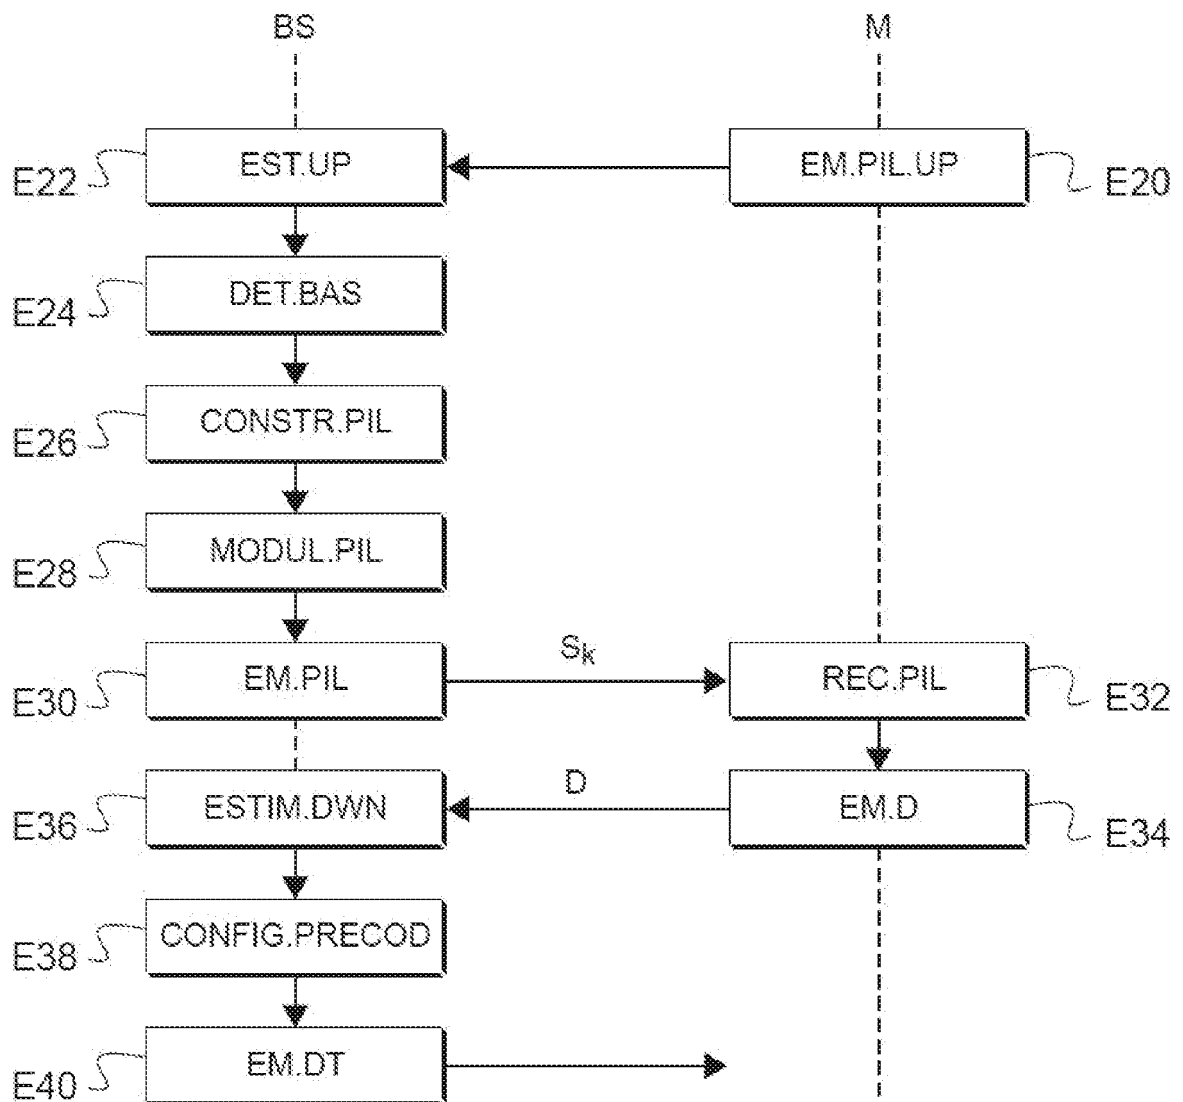 BS M
E22 EST.UP EM.PIL.UP E20
E24 DET.BAS
E26 CONSTR.PIL
E28 MODUL.PIL
E30 EM.PIL Sk REC.PIL E32
E36 ESTIM.DWN D EM.D E34
E38 CONFIG.PRECOD
E40 EM.DT